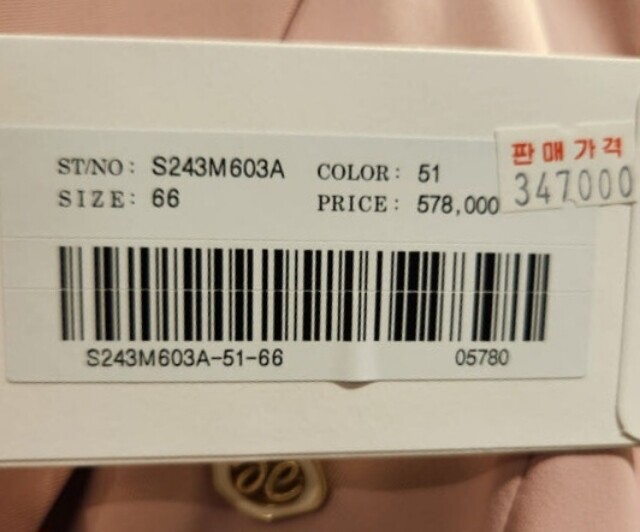 ST/NO: S243M603A COLOR: 51
SIZE: 66 PRICE: 578,000
판매가격
347000
S243M603A-51-66 05780